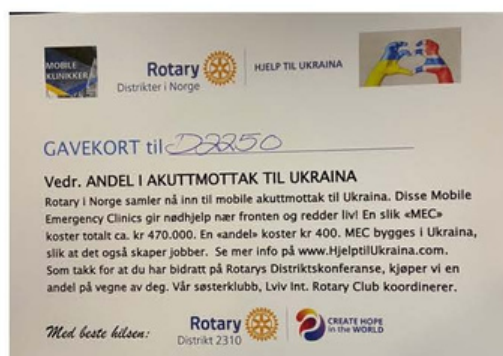 MOBILE
KLINIKKER
Rotary
Distrikter i Norge
HJELP TIL UKRAINA
GAVEKORT til D2250
Vedr. ANDEL I AKUTTMOTTAK TIL UKRAINA
Rotary i Norge samler nå inn til mobile akuttmottak til Ukraina. Disse Mobile
Emergency Clinics gir nødhjelp nær fronten og redder liv! En slik «MEC»
koster totalt ca. kr 470.000. En «andel» koster kr 400. MEC bygges i Ukraina,
slik at det også skaper jobber. Se mer info på www.HjelptilUkraina.com.
Som takk for at du har bidratt på Rotarys Distriktskonferanse, kjøper vi en
andel på vegne av deg. Vår søsterklubb, Lviv Int. Rotary Club koordinerer.
Med beste hilsen:
Rotary
Distrikt 2310
CREATE HOPE
in the WORLD